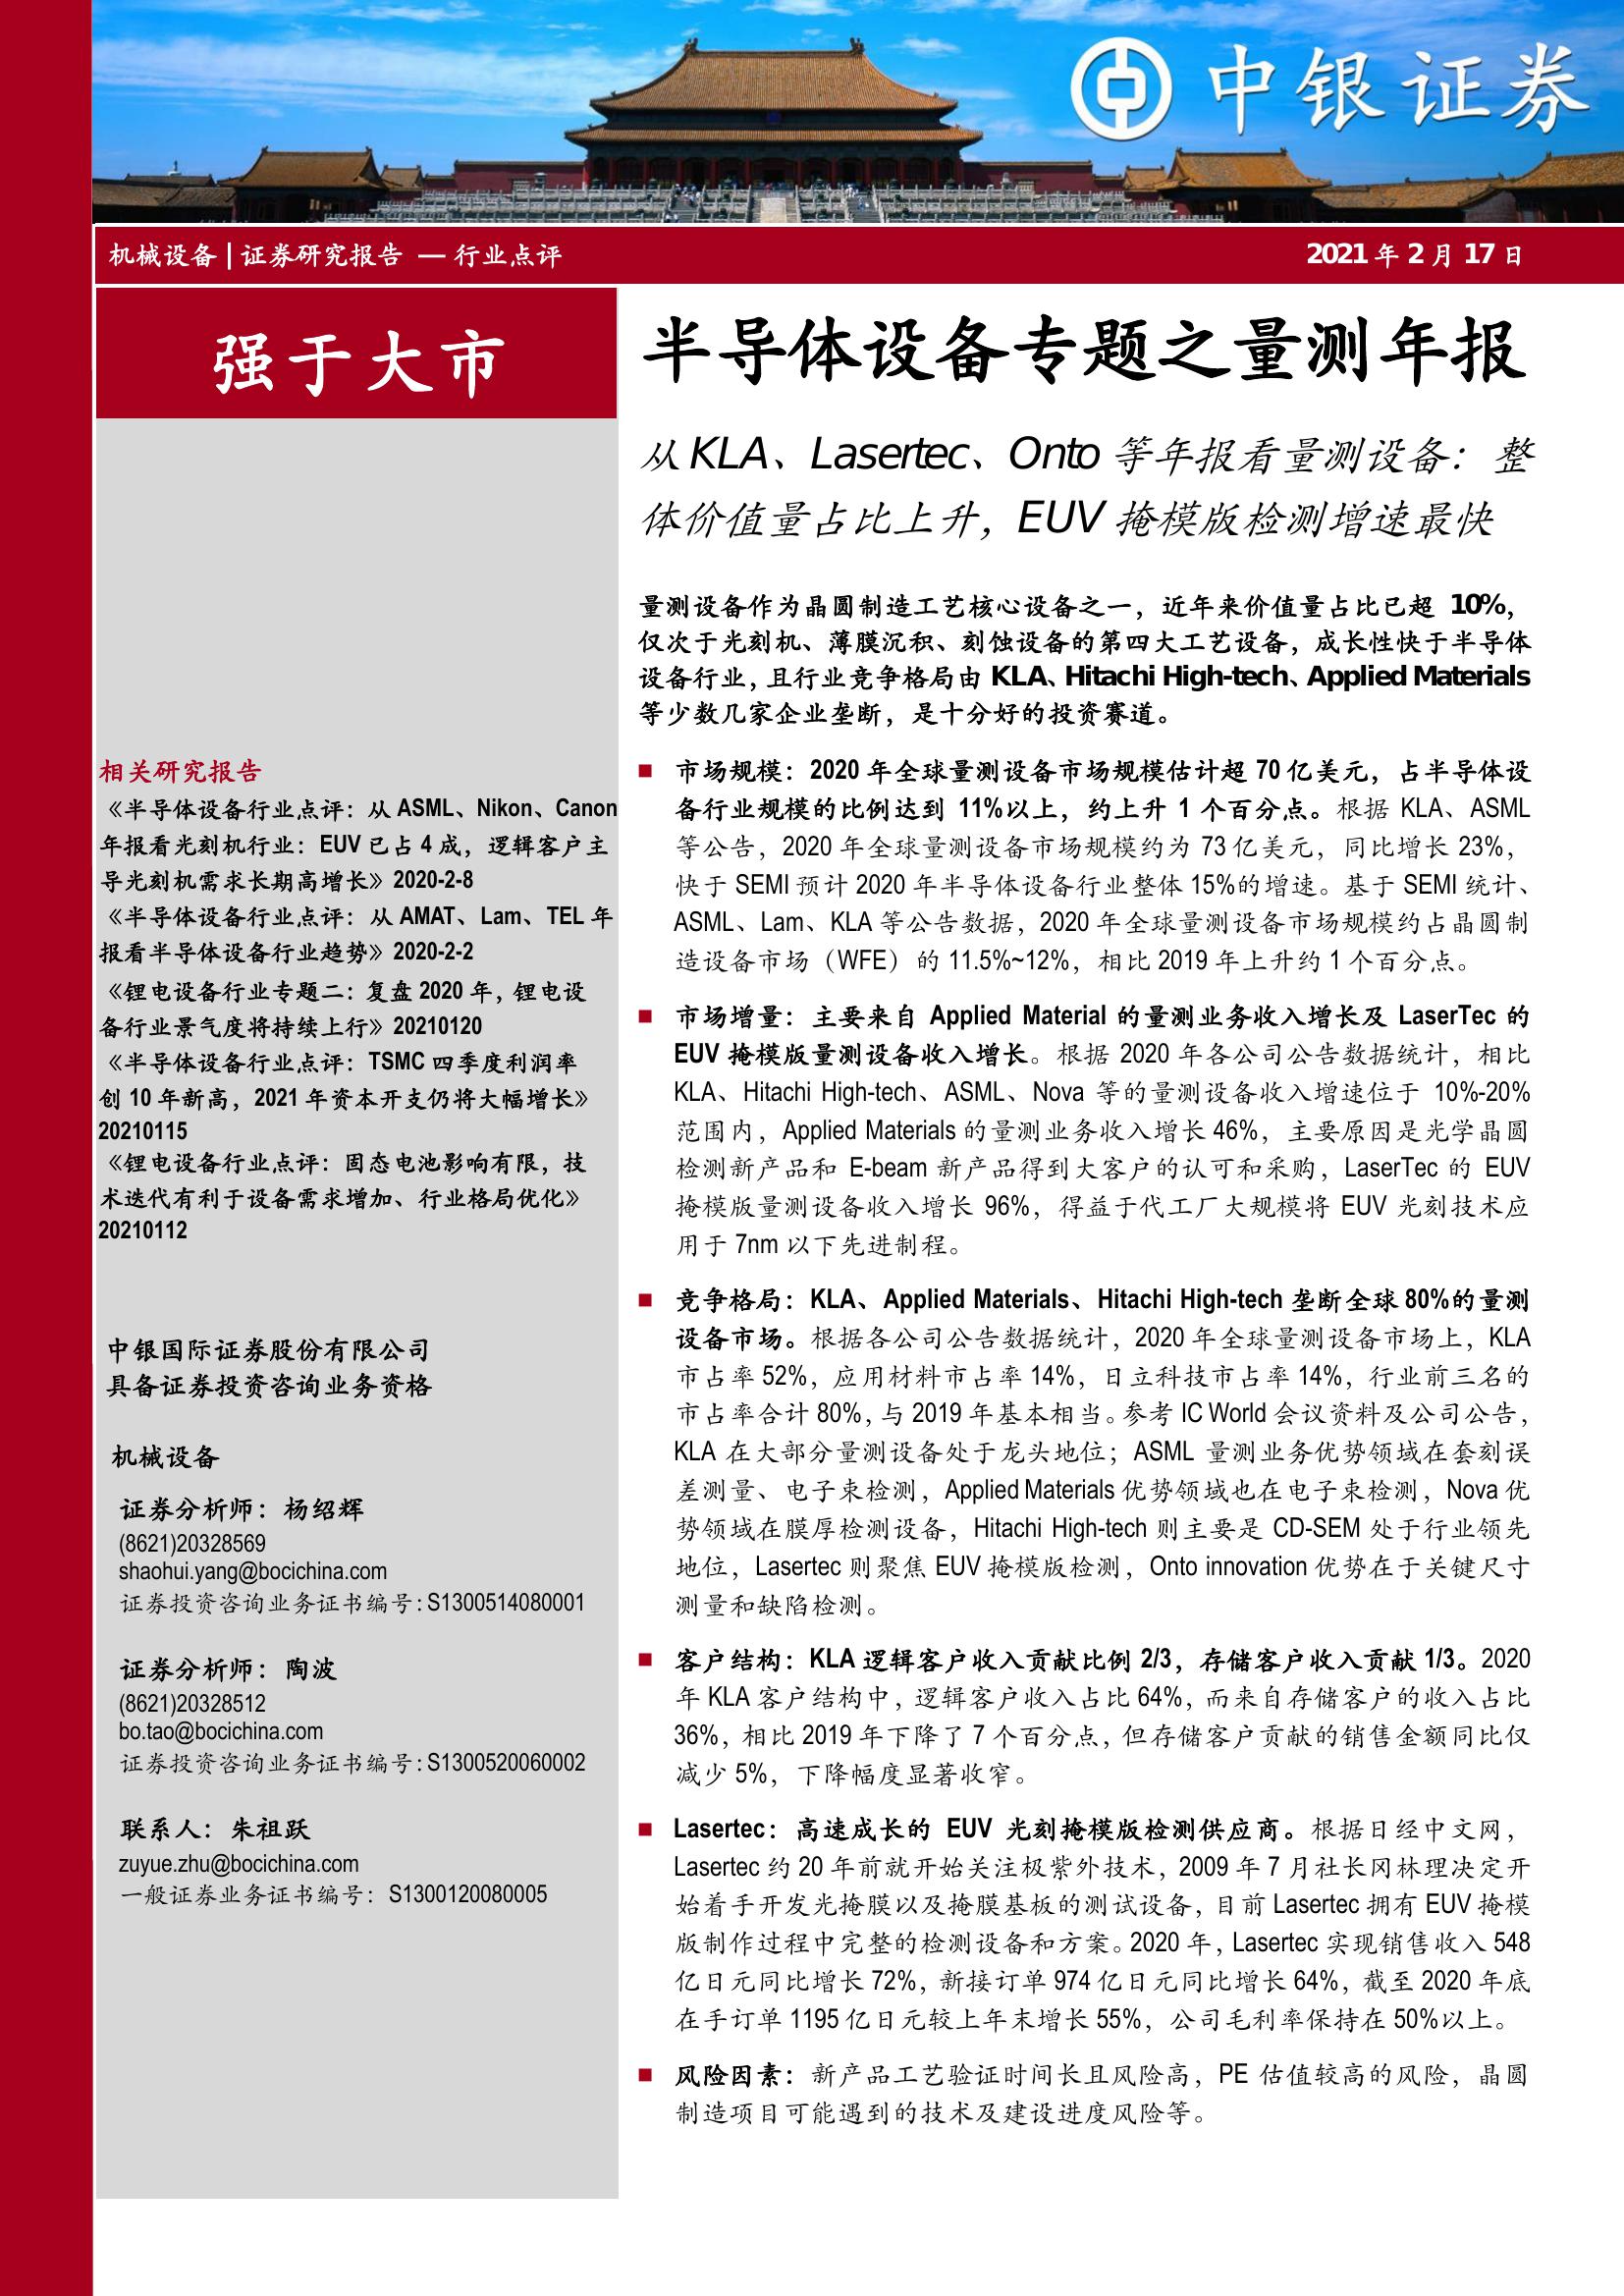 中银证券
机械设备 | 证券研究报告 — 行业点评
2021 年 2 月 17 日
强于大市
半导体设备专题之量测年报
从 KLA、Lasertec、Onto 等年报看量测设备：整
体价值量占比上升，EUV 掩模版检测增速最快
量测设备作为晶圆制造工艺核心设备之一，近年来价值量占比已超 10%，
仅次于光刻机、薄膜沉积、刻蚀设备的第四大工艺设备，成长性快于半导体
设备行业，且行业竞争格局由 KLA、Hitachi High-tech、Applied Materials
等少数几家企业垄断，是十分好的投资赛道。
■ 市场规模：2020 年全球量测设备市场规模估计超 70 亿美元，占半导体设
备行业规模的比例达到 11%以上，约上升 1 个百分点。根据 KLA、ASML
等公告，2020 年全球量测设备市场规模约为 73 亿美元，同比增长 23%，
快于 SEMI 预计 2020 年半导体设备行业整体 15%的增速。基于 SEMI 统计、
ASML、Lam、KLA 等公告数据，2020 年全球量测设备市场规模约占晶圆制
造设备市场（WFE）的 11.5%~12%，相比 2019 年上升约 1 个百分点。
■ 市场增量：主要来自 Applied Material 的量测业务收入增长及 LaserTec 的
EUV 掩模版量测设备收入增长。根据 2020 年各公司公告数据统计，相比
KLA、Hitachi High-tech、ASML、Nova 等的量测设备收入增速位于 10%-20%
范围内，Applied Materials 的量测业务收入增长 46%，主要原因是光学晶圆
检测新产品和 E-beam 新产品得到大客户的认可和采购，LaserTec 的 EUV
掩模版量测设备收入增长 96%，得益于代工厂大规模将 EUV 光刻技术应
用于 7nm 以下先进制程。
■ 竞争格局：KLA、Applied Materials、Hitachi High-tech 垄断全球 80%的量测
设备市场。根据各公司公告数据统计，2020 年全球量测设备市场上，KLA
市占率 52%，应用材料市占率 14%，日立科技市占率 14%，行业前三名的
市占率合计 80%，与 2019 年基本相当。参考 IC World 会议资料及公司公告，
KLA 在大部分量测设备处于龙头地位；ASML 量测业务优势领域在套刻误
差测量、电子束检测，Applied Materials 优势领域也在电子束检测，Nova 优
势领域在膜厚检测设备，Hitachi High-tech 则主要是 CD-SEM 处于行业领先
地位，Lasertec 则聚焦 EUV 掩模版检测，Onto innovation 优势在于关键尺寸
测量和缺陷检测。
■ 客户结构：KLA 逻辑客户收入贡献比例 2/3，存储客户收入贡献 1/3。2020
年 KLA 客户结构中，逻辑客户收入占比 64%，而来自存储客户的收入占比
36%，相比 2019 年下降了 7 个百分点，但存储客户贡献的销售金额同比仅
减少 5%，下降幅度显著收窄。
■ Lasertec：高速成长的 EUV 光刻掩模版检测供应商。根据日经中文网，
Lasertec 约 20 年前就开始关注极紫外技术，2009 年 7 月社长冈林理决定开
始着手开发光掩膜以及掩膜基板的测试设备，目前 Lasertec 拥有 EUV 掩模
版制作过程中完整的检测设备和方案。2020 年，Lasertec 实现销售收入 548
亿日元同比增长 72%，新接订单 974 亿日元同比增长 64%，截至 2020 年底
在手订单 1195 亿日元较上年末增长 55%，公司毛利率保持在 50%以上。
■ 风险因素：新产品工艺验证时间长且风险高，PE 估值较高的风险，晶圆
制造项目可能遇到的技术及建设进度风险等。
相关研究报告
《半导体设备行业点评：从 ASML、Nikon、Canon
年报看光刻机行业：EUV 已占 4 成，逻辑客户主
导光刻机需求长期高增长》2020-2-8
《半导体设备行业点评：从 AMAT、Lam、TEL 年
报看半导体设备行业趋势》2020-2-2
《锂电设备行业专题二：复盘 2020 年，锂电设
备行业景气度将持续上行》20210120
《半导体设备行业点评：TSMC 四季度利润率
创 10 年新高，2021 年资本开支仍将大幅增长》
20210115
《锂电设备行业点评：固态电池影响有限，技
术迭代有利于设备需求增加、行业格局优化》
20210112
中银国际证券股份有限公司
具备证券投资咨询业务资格
机械设备
证券分析师：杨绍辉
(8621)20328569
shaohui.yang@bocichina.com
证券投资咨询业务证书编号：S1300514080001
证券分析师：陶波
(8621)20328512
bo.tao@bocichina.com
证券投资咨询业务证书编号：S1300520060002
联系人：朱祖跃
zuyue.zhu@bocichina.com
一般证券业务证书编号：S1300120080005